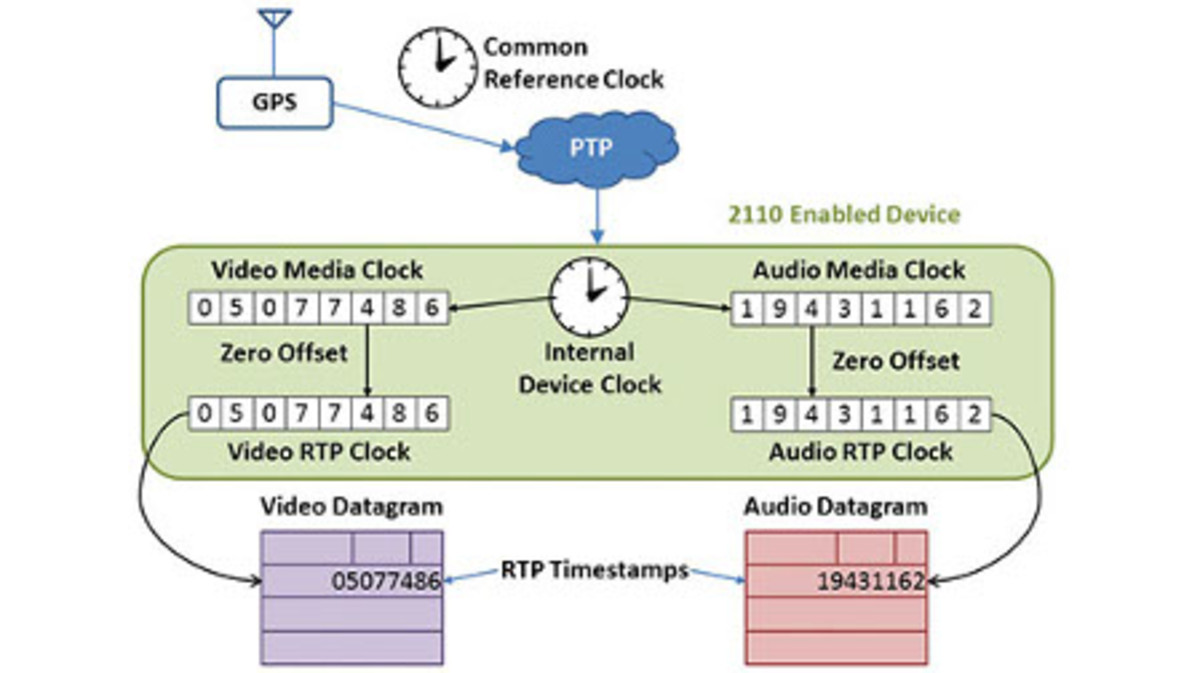 Common
Reference Clock
GPS
PTP
2110 Enabled Device
Video Media Clock
0 5 0 7 7 4 8 6
Audio Media Clock
1 9 4 3 1 1 6 2
Internal
Device Clock
Zero Offset
Zero Offset
0 5 0 7 7 4 8 6
Video RTP Clock
1 9 4 3 1 1 6 2
Audio RTP Clock
Video Datagram
05077486
RTP Timestamps
Audio Datagram
19431162